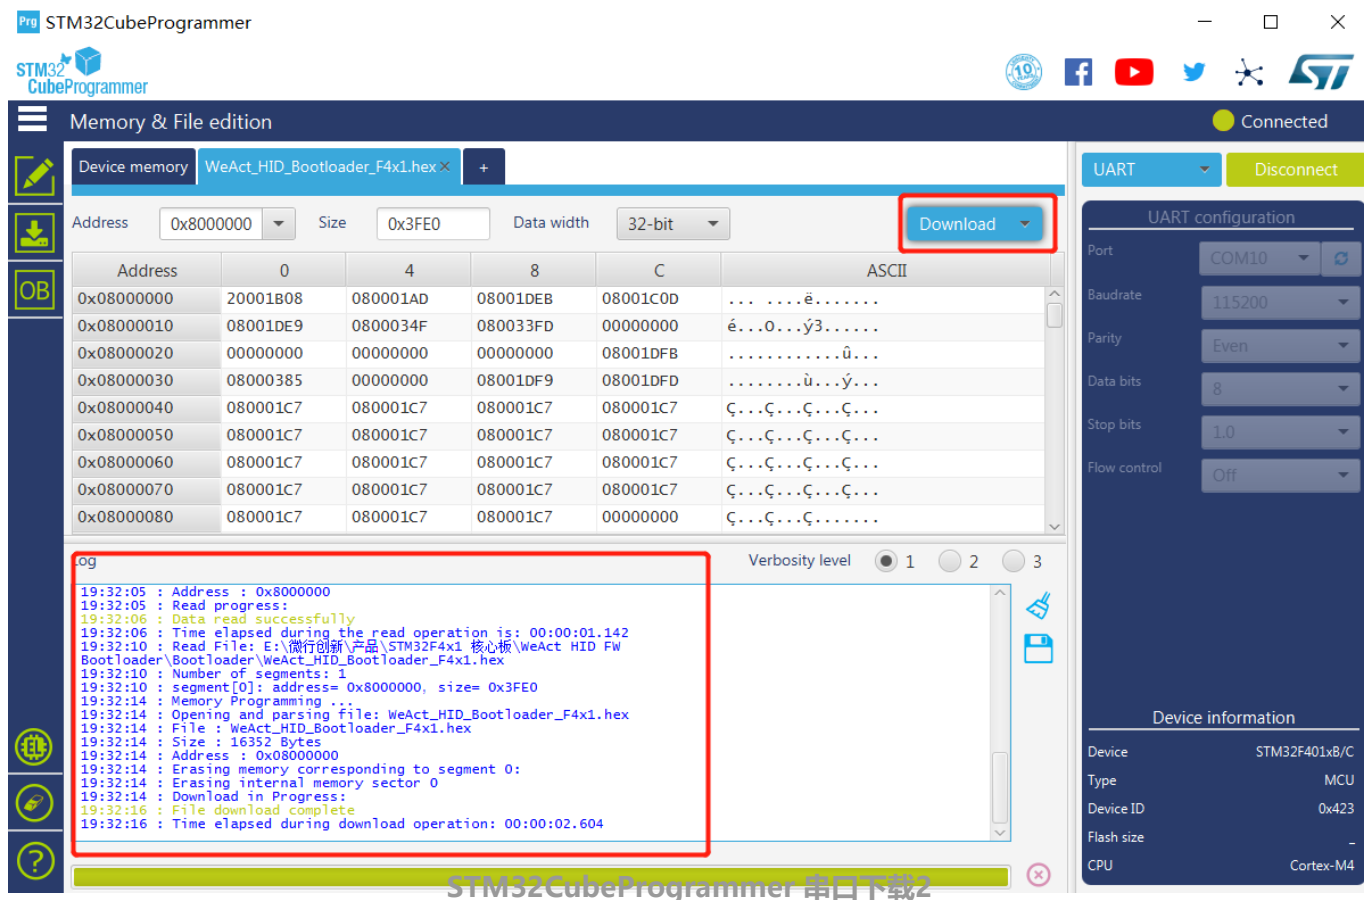 Prg STM32CubeProgrammer
STM32
CubeProgrammer
10
Memory & File edition
Connected
Device memory
WeAct_HID_Bootloader_F4x1.hex
+
UART
Disconnect
Address
0x8000000
Size
0x3FE0
Data width
32-bit
Download
UART configuration
Port
COM10
Baudrate
115200
Parity
Even
Data bits
8
Stop bits
1.0
Flow control
Off
OB
Address 0 4 8 C ASCII
0x08000000 20001B08 080001AD 08001DEB 08001C0D ... ....ë.......
0x08000010 08001DE9 0800034F 080033FD 00000000 é...O...ý3......
0x08000020 00000000 00000000 00000000 08001DFB ............û...
0x08000030 08000385 00000000 08001DF9 08001DFD ........ù...ý...
0x08000040 080001C7 080001C7 080001C7 080001C7 Ç...Ç...Ç...Ç...
0x08000050 080001C7 080001C7 080001C7 080001C7 Ç...Ç...Ç...Ç...
0x08000060 080001C7 080001C7 080001C7 080001C7 Ç...Ç...Ç...Ç...
0x08000070 080001C7 080001C7 080001C7 080001C7 Ç...Ç...Ç...Ç...
0x08000080 080001C7 080001C7 080001C7 00000000 Ç...Ç...Ç.......
Log
Verbosity level 1 2 3
19:32:05 : Address : 0x8000000
19:32:05 : Read progress:
19:32:06 : Data read successfully
19:32:06 : Time elapsed during the read operation is: 00:00:01.142
19:32:10 : Read File: E:\微行创新\产品\STM32F4x1 核心板\WeAct HID FW
Bootloader\Bootloader\WeAct_HID_Bootloader_F4x1.hex
19:32:10 : Number of segments: 1
19:32:10 : segment[0]: address= 0x8000000, size= 0x3FE0
19:32:14 : Memory Programming ...
19:32:14 : Opening and parsing file: WeAct_HID_Bootloader_F4x1.hex
19:32:14 : File : WeAct_HID_Bootloader_F4x1.hex
19:32:14 : Size : 16352 Bytes
19:32:14 : Address : 0x08000000
19:32:14 : Erasing memory corresponding to segment 0:
19:32:14 : Erasing internal memory sector 0
19:32:14 : Download in Progress:
19:32:16 : File download complete
19:32:16 : Time elapsed during download operation: 00:00:02.604
Device information
Device STM32F401xB/C
Type MCU
Device ID 0x423
Flash size _
CPU Cortex-M4
STM32CubeProgrammer 串口下载2